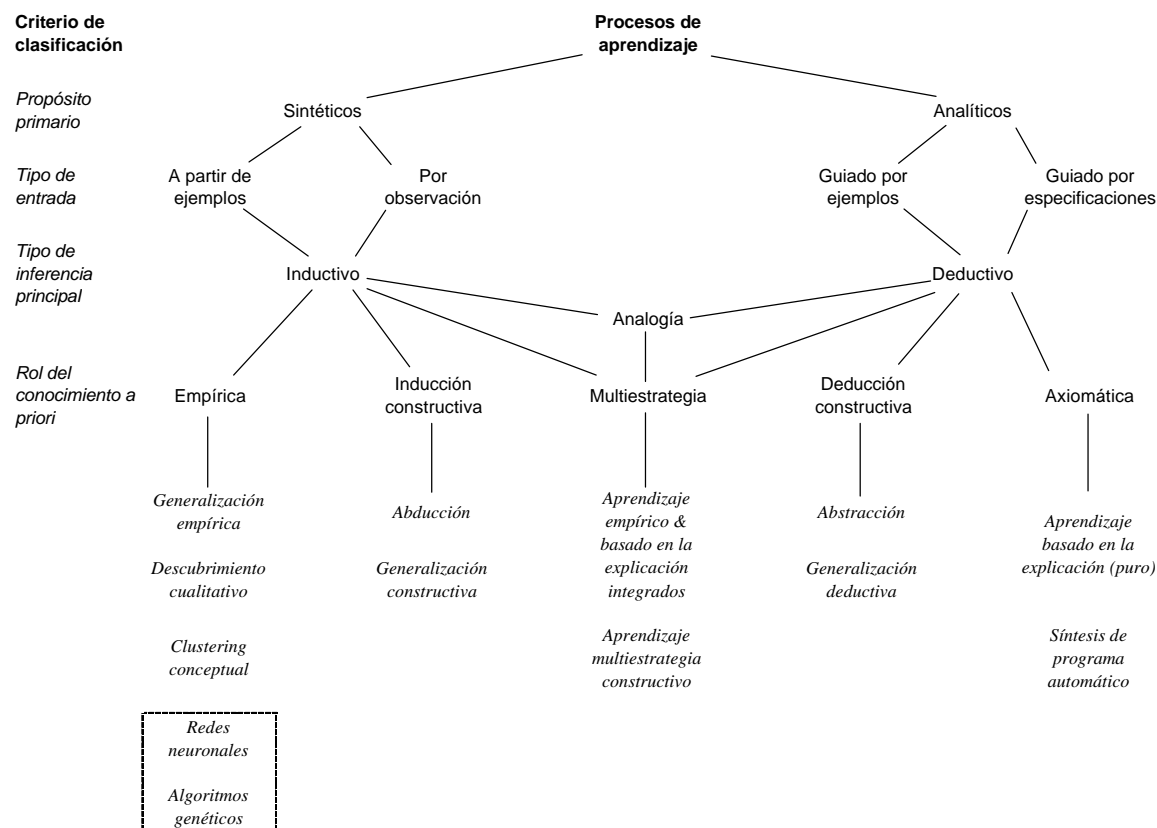 Criterio de
clasificación
Procesos de
aprendizaje
Propósito
primario
Sintéticos
Analíticos
Tipo de
entrada
A partir de
ejemplos
Por
observación
Guiado por
ejemplos
Guiado por
especificaciones
Tipo de
inferencia
principal
Inductivo
Deductivo
Analogía
Rol del
conocimiento a
priori
Empírica
Inducción
constructiva
Multiestrategia
Deducción
constructiva
Axiomática
Generalización
empírica
Descubrimiento
cualitativo
Clustering
conceptual
Redes
neuronales
Algoritmos
genéticos
Abducción
Generalización
constructiva
Aprendizaje
empírico &
basado en la
explicación
integrados
Aprendizaje
multiestrategia
constructivo
Abstracción
Generalización
deductiva
Aprendizaje
basado en la
explicación (puro)
Síntesis de
programa
automático